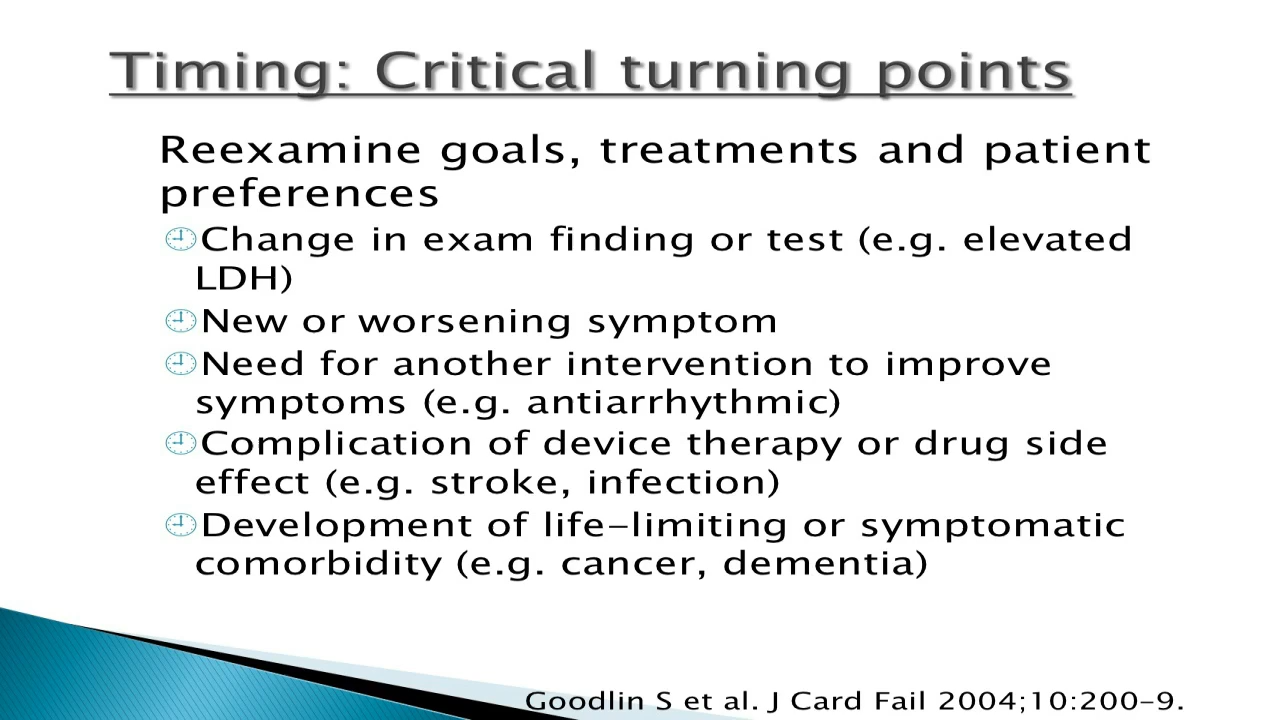 Timing: Critical turning points
Reexamine goals, treatments and patient
preferences
Change in exam finding or test (e.g. elevated
LDH)
New or worsening symptom
Need for another intervention to improve
symptoms (e.g. antiarrhythmic)
Complication of device therapy or drug side
effect (e.g. stroke, infection)
Development of life-limiting or symptomatic
comorbidity (e.g. cancer, dementia)
Goodlin S et al. J Card Fail 2004;10:200-9.